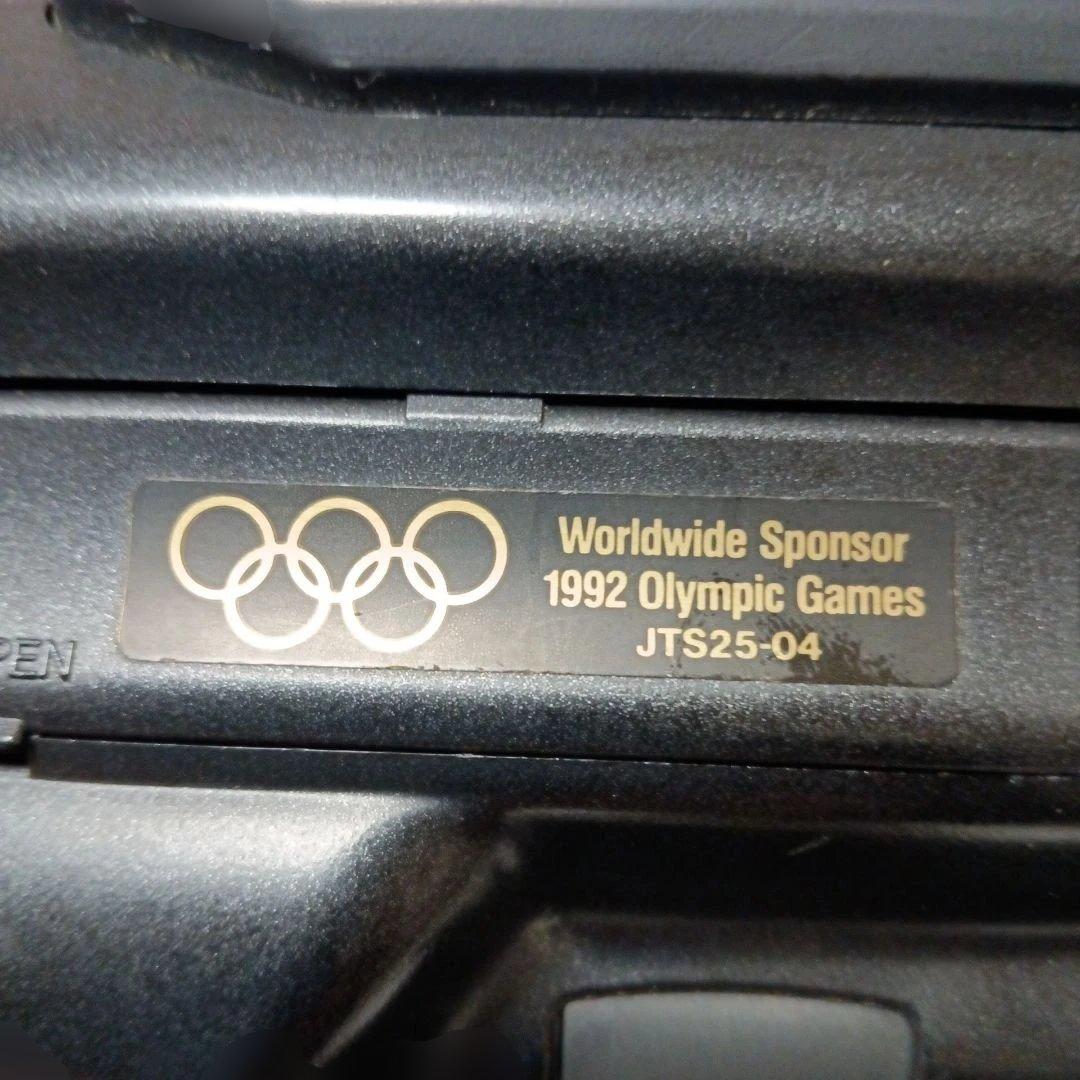 Worldwide Sponsor
1992 Olympic Games
JTS25-04
PEN